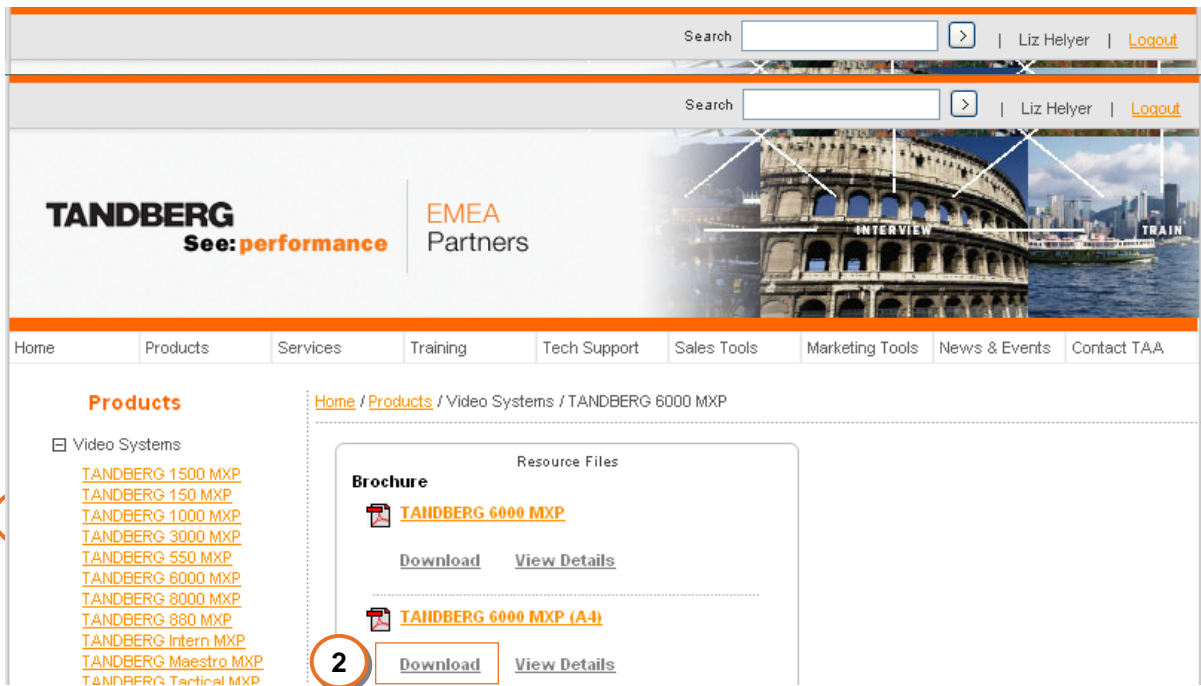 Search > | Liz Helyer | Logout
Search > | Liz Helyer | Logout
TANDBERG
See:performance
EMEA
Partners
INTERVIEW
TRAIN
Home Products Services Training Tech Support Sales Tools Marketing Tools News & Events Contact TAA
Products
Home / Products / Video Systems / TANDBERG 6000 MXP
Video Systems
TANDBERG 1500 MXP
TANDBERG 150 MXP
TANDBERG 1000 MXP
TANDBERG 3000 MXP
TANDBERG 550 MXP
TANDBERG 6000 MXP
TANDBERG 8000 MXP
TANDBERG 880 MXP
TANDBERG Intern MXP
TANDBERG Maestro MXP
TANDBERG Tactical MXP
Resource Files
Brochure
TANDBERG 6000 MXP
Download View Details
TANDBERG 6000 MXP (A4)
2 Download View Details